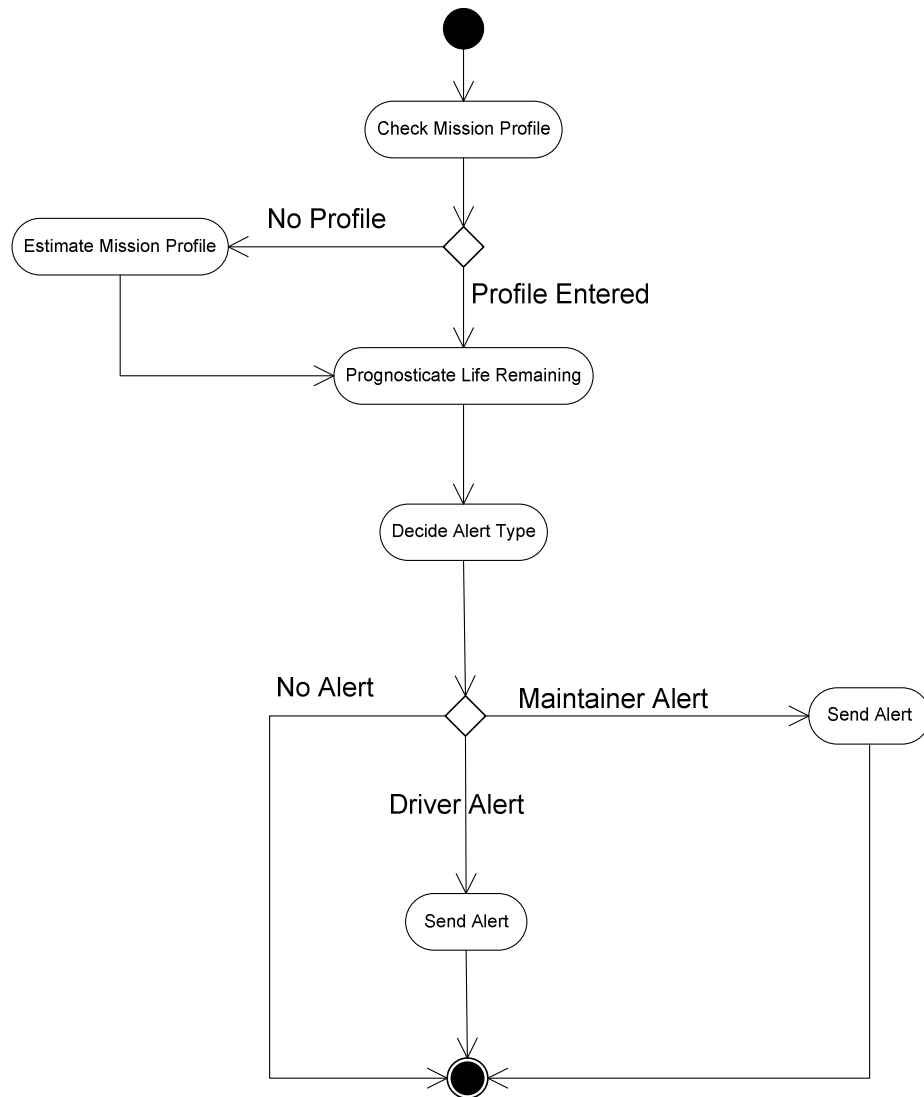 Check Mission Profile
No Profile
Estimate Mission Profile
Profile Entered
Prognosticate Life Remaining
Decide Alert Type
No Alert
Maintainer Alert
Send Alert
Driver Alert
Send Alert